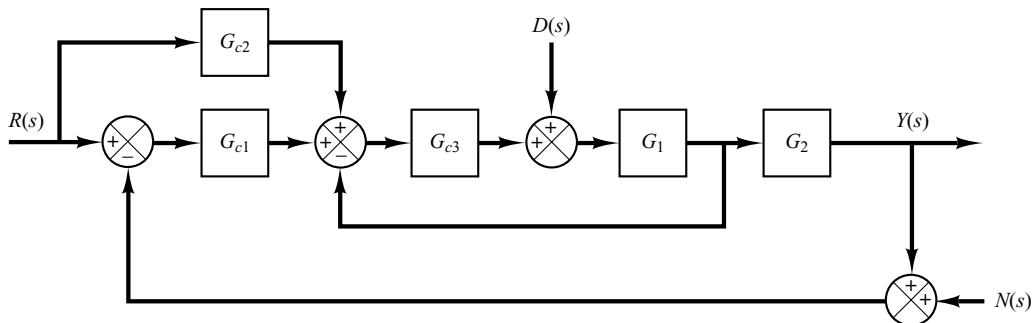 G_{c2}
D(s)
R(s)
+ −
G_{c1}
+ + −
G_{c3}
+ +
G_1
G_2
Y(s)
+ +
N(s)